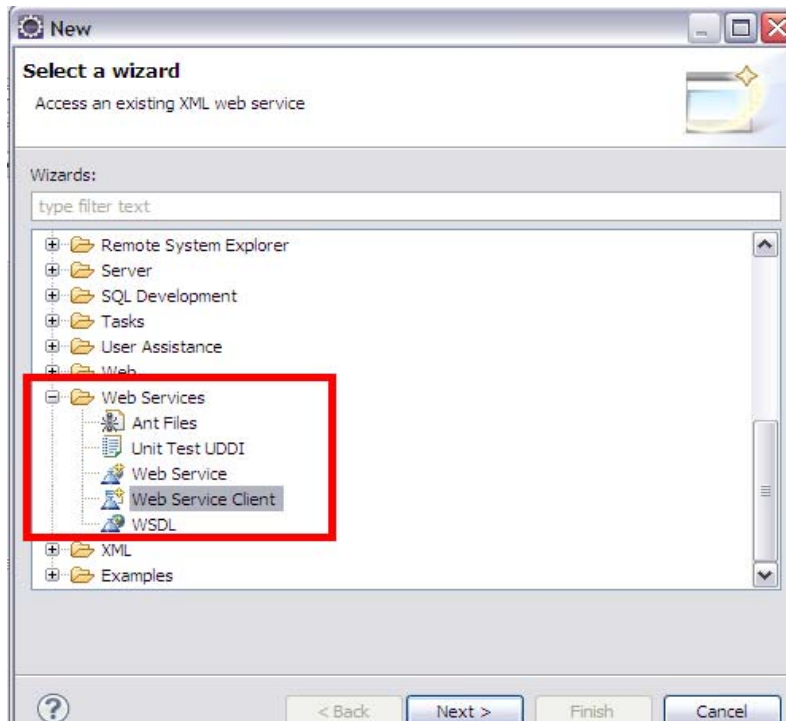 New
Select a wizard
Access an existing XML web service
Wizards:
type filter text
Remote System Explorer
Server
SQL Development
Tasks
User Assistance
Web
Web Services
Ant Files
Unit Test UDDI
Web Service
Web Service Client
WSDL
XML
Examples
? < Back Next > Finish Cancel